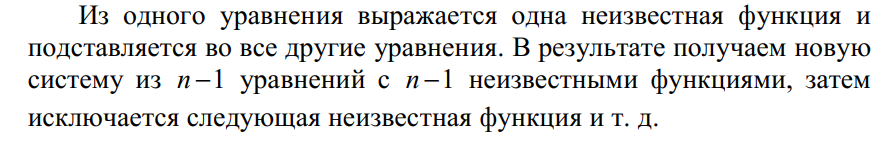 Из одного уравнения выражается одна неизвестная функция и
подставляется во все другие уравнения. В результате получаем новую
систему из n−1 уравнений с n−1 неизвестными функциями, затем
исключается следующая неизвестная функция и т. д.